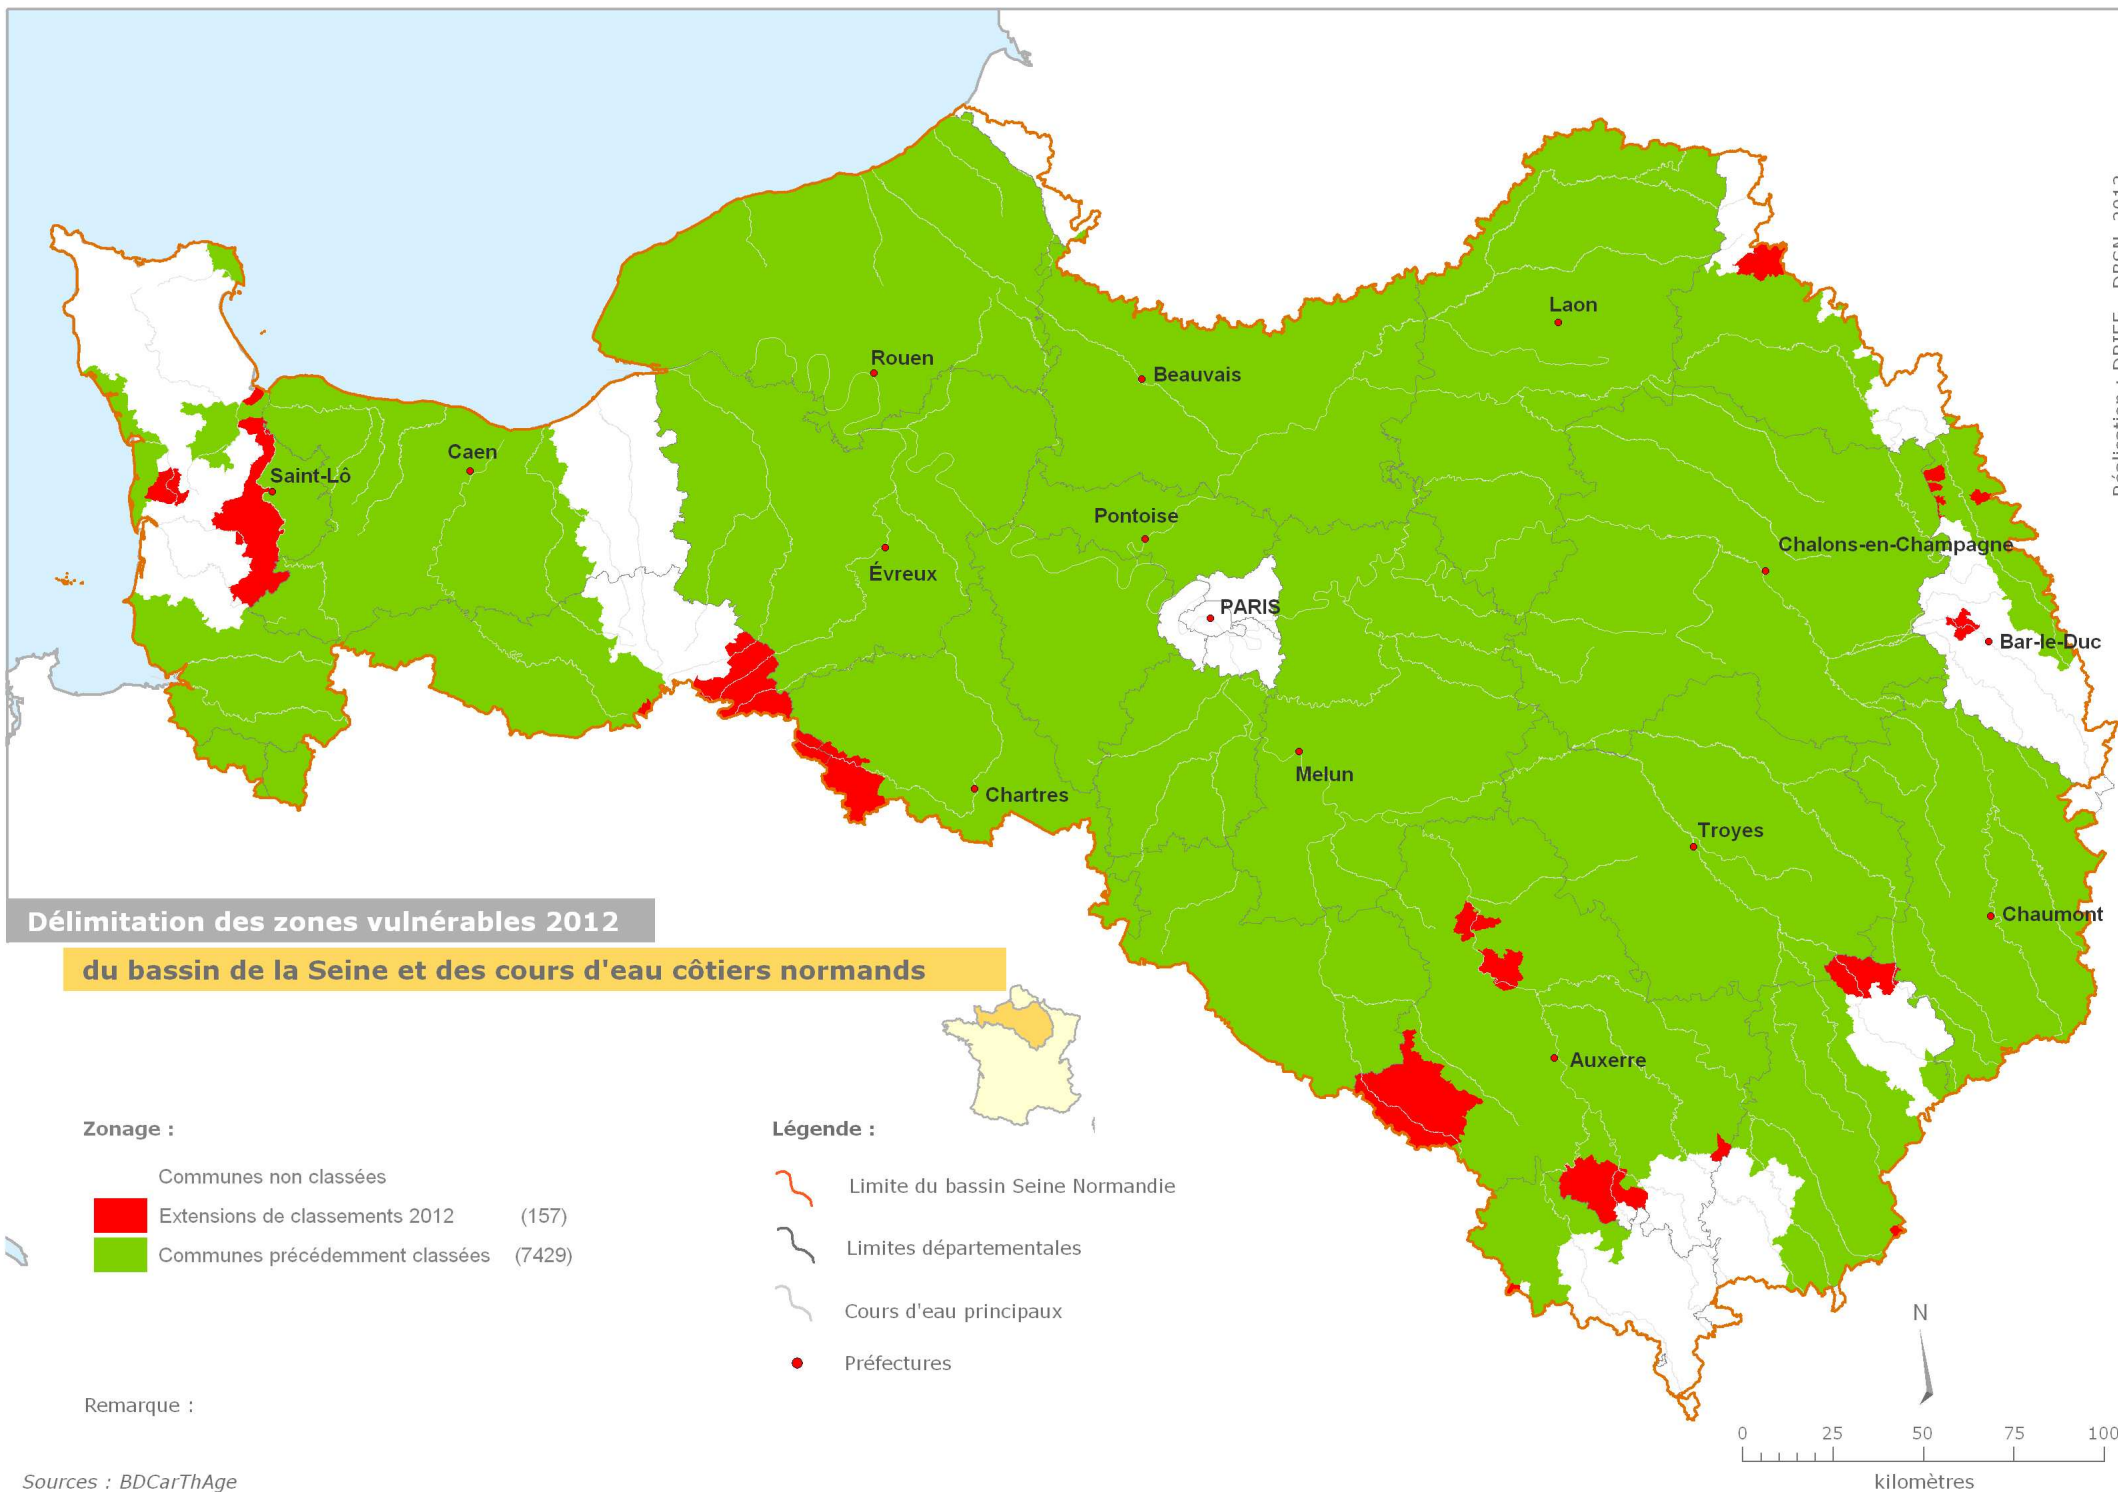 Laon
Rouen
Beauvais
Caen
Saint-Lô
Pontoise
Chalons-en-Champagne
Évreux
PARIS
Bar-le-Duc
Melun
Chartres
Troyes
Chaumont
Auxerre
Délimitation des zones vulnérables 2012
du bassin de la Seine et des cours d'eau côtiers normands
Zonage :
Communes non classées
Extensions de classements 2012 (157)
Communes précédemment classées (7429)
Légende :
Limite du bassin Seine Normandie
Limites départementales
Cours d'eau principaux
Préfectures
Remarque :
N
0 25 50 75 100
kilomètres
Sources : BDCarThAge